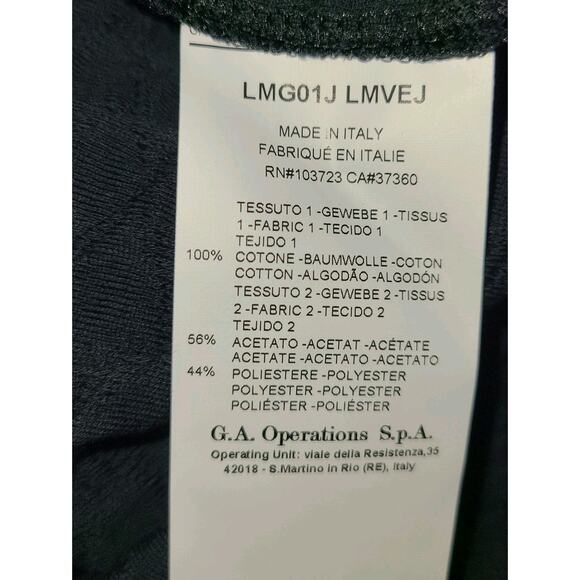 LMG01J LMVEJ
MADE IN ITALY
FABRIQUÉ EN ITALIE
RN#103723 CA#37360
TESSUTO 1 -GEWEBE 1 -TISSUS
1 -FABRIC 1 -TECIDO 1
TEJIDO 1
100% COTONE -BAUMWOLLE -COTON
COTTON -ALGODÃO -ALGODÓN
TESSUTO 2 -GEWEBE 2 -TISSUS
2 -FABRIC 2 -TECIDO 2
TEJIDO 2
56% ACETATO -ACETAT -ACÉTATE
ACETATE -ACETATO -ACETATO
44% POLIESTERE -POLYESTER
POLYESTER -POLYESTER
POLIÉSTER -POLIÉSTER
G.A. Operations S.p.A.
Operating Unit: viale della Resistenza,35
42018 - S.Martino in Rio (RE), Italy